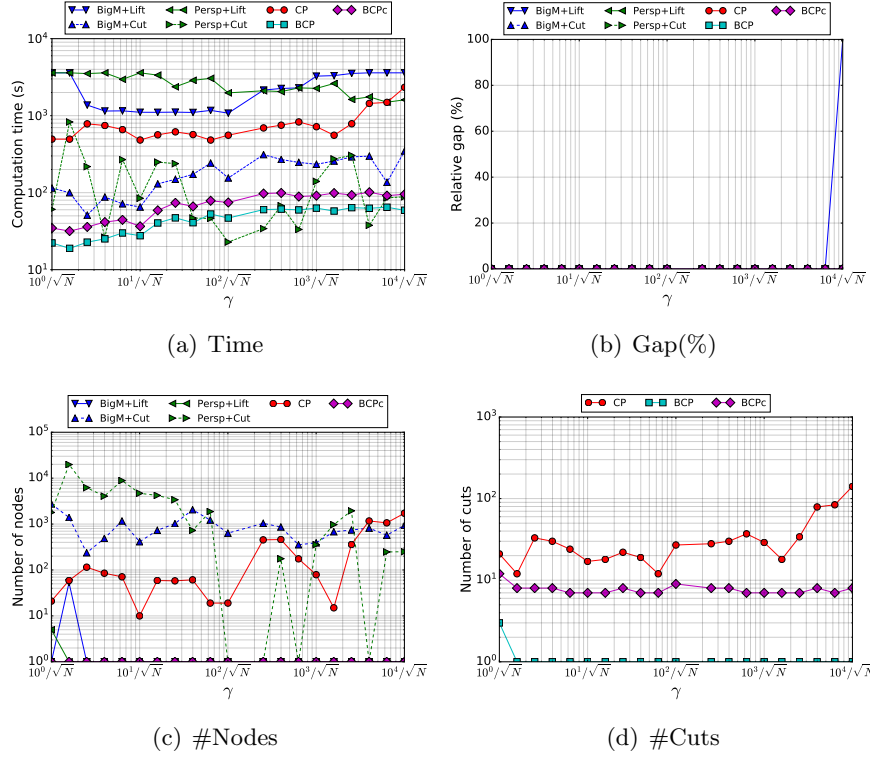 BigM+Lift Persp+Lift CP BCPc
BigM+Cut Persp+Cut BCP
Computation time (s)
10^4
10^3
10^2
10^1
10^0/√N 10^1/√N 10^2/√N 10^3/√N 10^4/√N
γ
(a) Time
BigM+Lift Persp+Lift CP BCPc
BigM+Cut Persp+Cut BCP
Relative gap (%)
100
80
60
40
20
0
10^0/√N 10^1/√N 10^2/√N 10^3/√N 10^4/√N
γ
(b) Gap(%)
BigM+Lift Persp+Lift CP BCPc
BigM+Cut Persp+Cut BCP
Number of nodes
10^5
10^4
10^3
10^2
10^1
10^0
10^0/√N 10^1/√N 10^2/√N 10^3/√N 10^4/√N
γ
(c) #Nodes
CP BCP BCPc
Number of cuts
10^3
10^2
10^1
10^0
10^0/√N 10^1/√N 10^2/√N 10^3/√N 10^4/√N
γ
(d) #Cuts